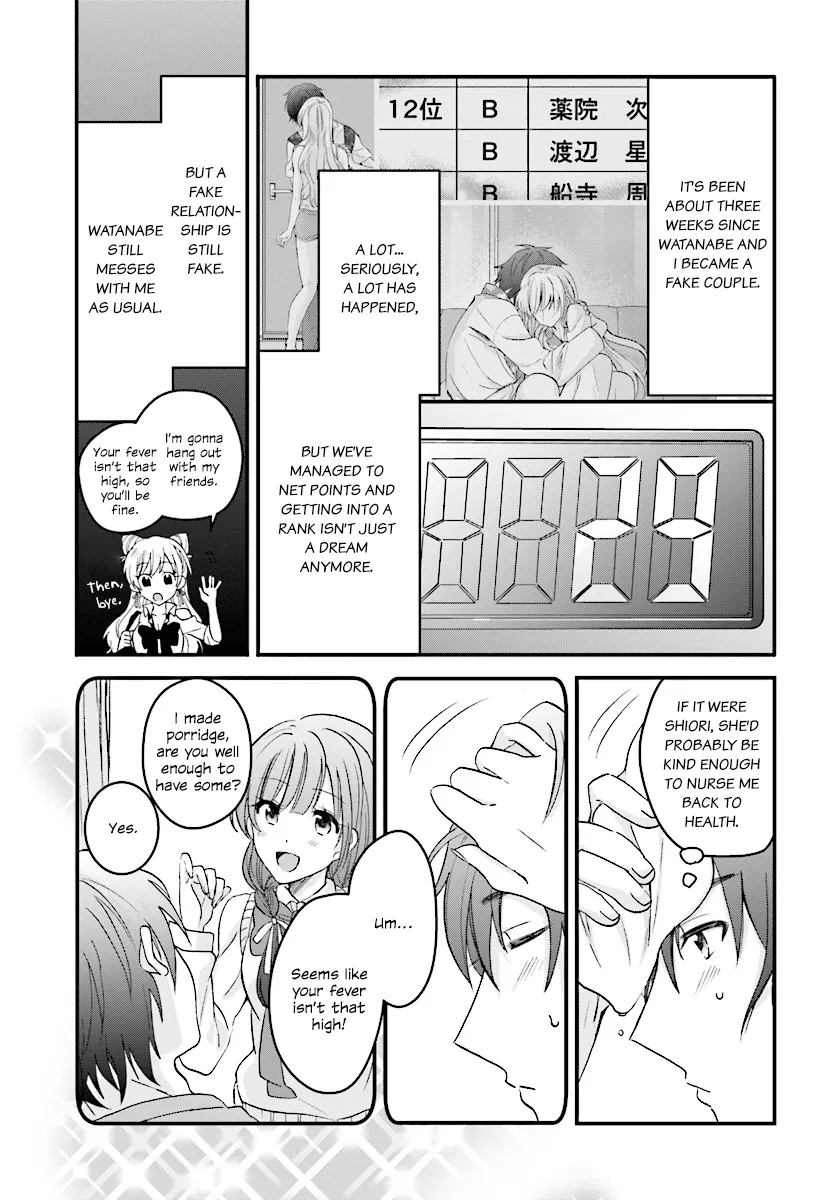 IT'S BEEN
ABOUT THREE
WEEKS SINCE
WATANABE AND
I BECAME A
FAKE COUPLE.
12位 B 薬院 次
B 渡辺 星
B 船寺 周
A LOT...
SERIOUSLY,
A LOT HAS
HAPPENED,
BUT WE'VE
MANAGED TO
NET POINTS AND
GETTING INTO A
RANK ISN'T JUST
A DREAM
ANYMORE.
24
BUT A
FAKE
RELATION-
SHIP IS
STILL
FAKE.
WATANABE
STILL
MESSES
WITH ME
AS USUAL.
I'm gonna
hang out
with my
friends.
Your fever
isn't that
high, so
you'll be
fine.
Then,
bye.
IF IT WERE
SHIORI, SHE'D
PROBABLY BE
KIND ENOUGH
TO NURSE ME
BACK TO
HEALTH.
Um...
Seems like
your fever
isn't that
high!
I made
porridge,
are you well
enough to
have some?
Yes.